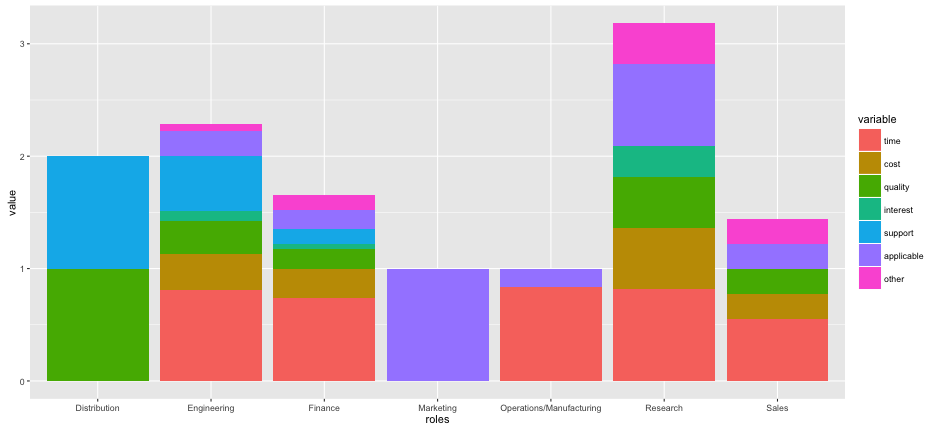 3
2
1
0
value
Distribution Engineering Finance Marketing Operations/Manufacturing Research Sales
roles
variable
time
cost
quality
interest
support
applicable
other